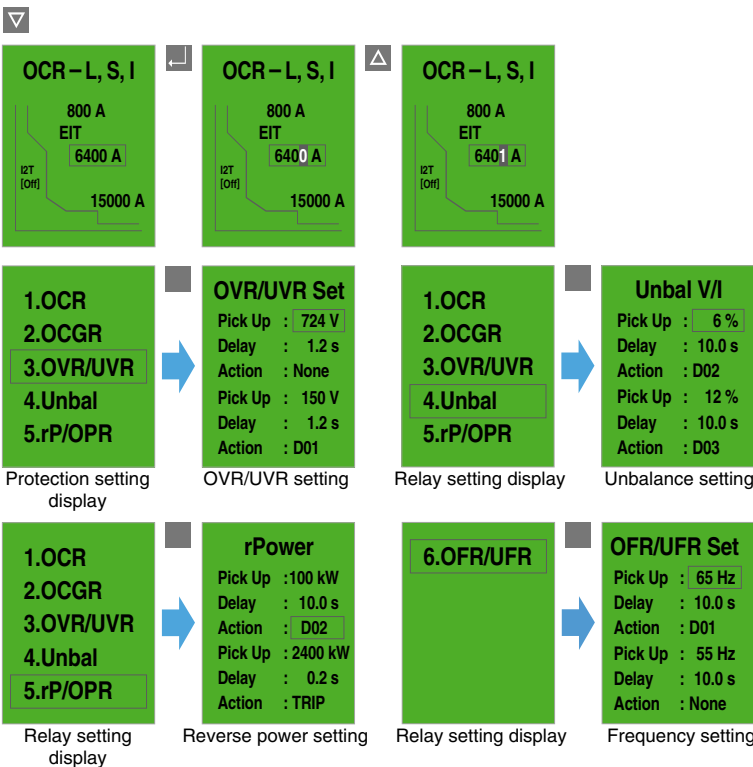 OCR – L, S, I
800 A
EIT
6400 A
I2T
[Off]
15000 A
OCR – L, S, I
800 A
EIT
6400 A
I2T
[Off]
15000 A
OCR – L, S, I
800 A
EIT
6401 A
I2T
[Off]
15000 A
1.OCR
2.OCGR
3.OVR/UVR
4.Unbal
5.rP/OPR
Protection setting
display
OVR/UVR Set
Pick Up : 724 V
Delay : 1.2 s
Action : None
Pick Up : 150 V
Delay : 1.2 s
Action : D01
OVR/UVR setting
1.OCR
2.OCGR
3.OVR/UVR
4.Unbal
5.rP/OPR
Relay setting display
Unbal V/I
Pick Up : 6 %
Delay : 10.0 s
Action : D02
Pick Up : 12 %
Delay : 10.0 s
Action : D03
Unbalance setting
1.OCR
2.OCGR
3.OVR/UVR
4.Unbal
5.rP/OPR
Relay setting
display
rPower
Pick Up :100 kW
Delay : 10.0 s
Action : D02
Pick Up : 2400 kW
Delay : 0.2 s
Action : TRIP
Reverse power setting
6.OFR/UFR
Relay setting display
OFR/UFR Set
Pick Up : 65 Hz
Delay : 10.0 s
Action : D01
Pick Up : 55 Hz
Delay : 10.0 s
Action : None
Frequency setting